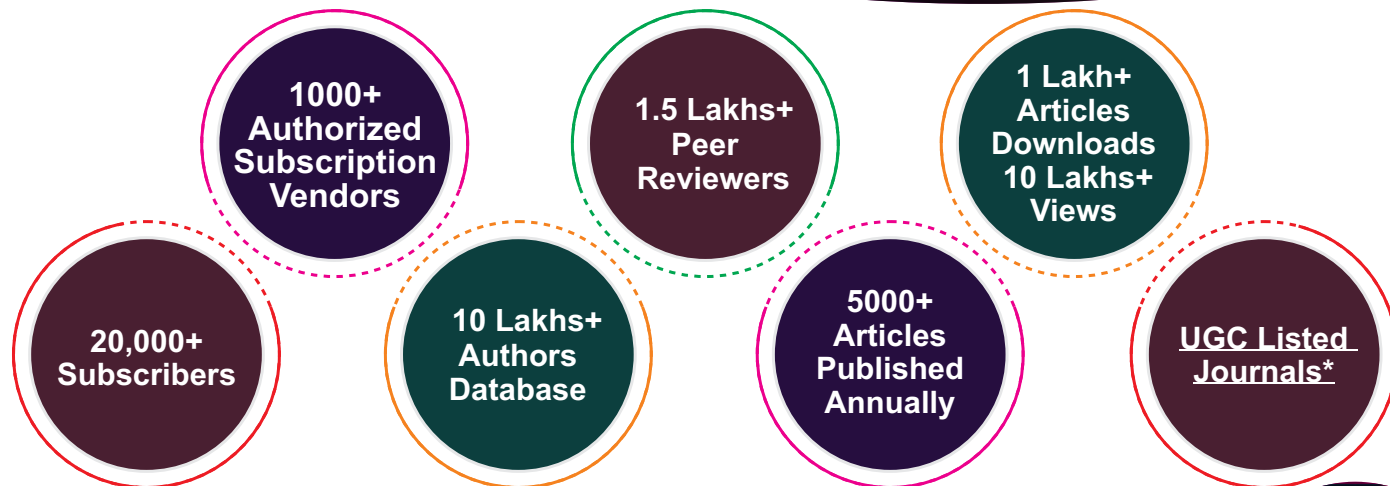 1000+
Authorized
Subscription
Vendors
1.5 Lakhs+
Peer
Reviewers
1 Lakh+
Articles
Downloads
10 Lakhs+
Views
20,000+
Subscribers
10 Lakhs+
Authors
Database
5000+
Articles
Published
Annually
UGC Listed
Journals*